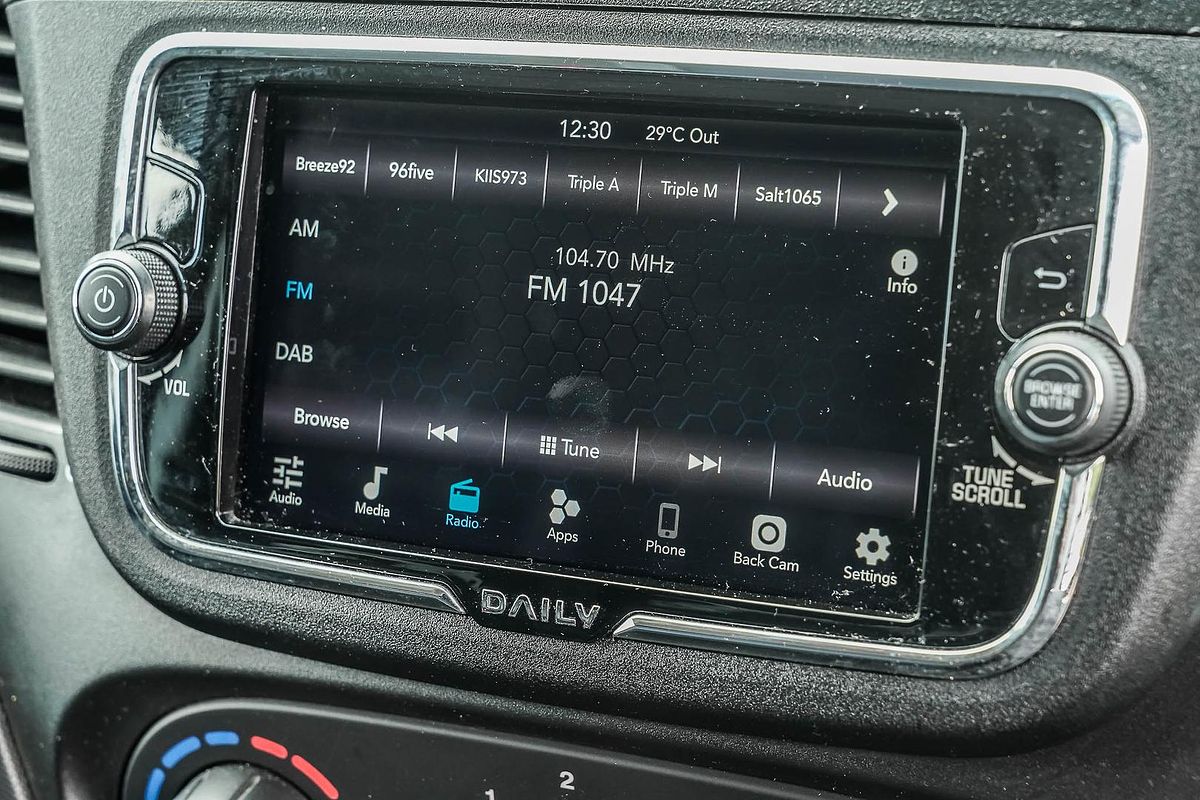 12:30 29°C Out
Breeze92 96five KIIS973 Triple A Triple M Salt1065
AM
104.70 MHz
FM 1047
Info
FM
DAB
VOL
BROWSE
ENTER
TUNE
SCROLL
Browse Tune Audio
Audio Media Radio Apps Phone Back Cam Settings
DAILY
1 2